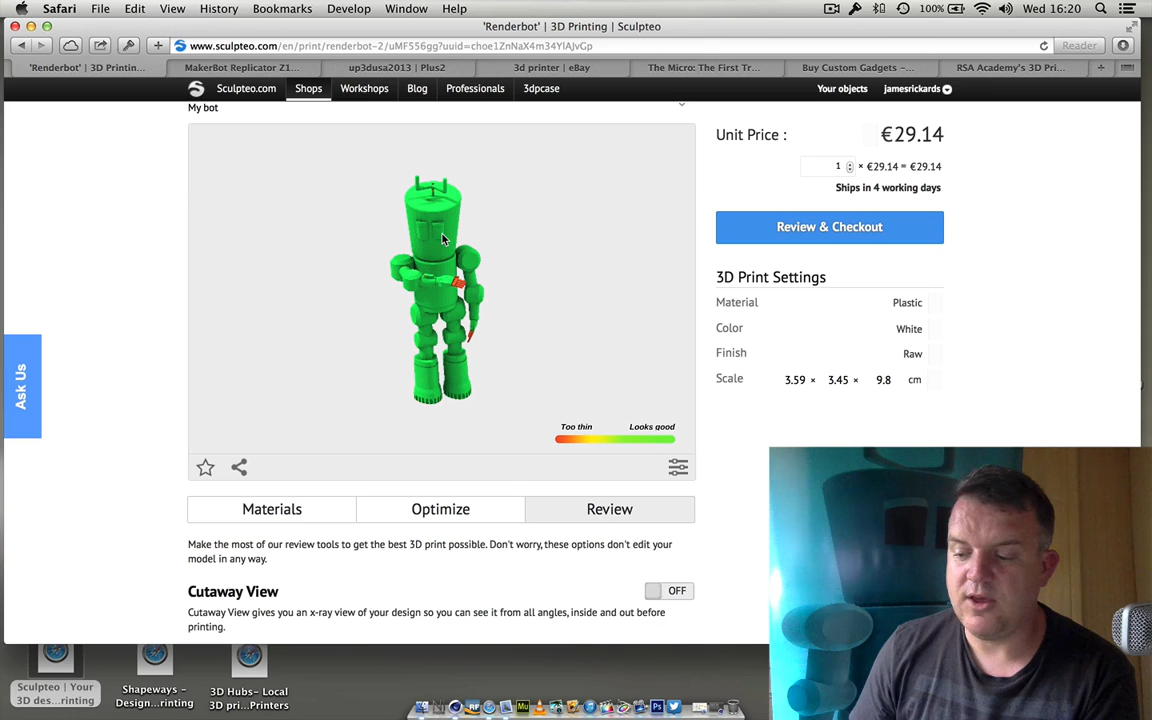 Safari File Edit View History Bookmarks Develop Window Help 100% Wed 16:20
'Renderbot' | 3D Printing | Sculpteo
www.sculpteo.com/en/print/renderbot-2/uMF556gg?uuid=choe1ZnNaX4m34YlAJvGp Reader
'Renderbot' | 3D Printin... MakerBot Replicator Z1... up3dusa2013 | Plus2 3d printer | eBay The Micro: The First Tr... Buy Custom Gadgets –... RSA Academy's 3D Pri...
Sculpteo.com Shops Workshops Blog Professionals 3dpcase Your objects jamesrickards
My bot
Unit Price : €29.14
1 × €29.14 = €29.14
Ships in 4 working days
Review & Checkout
3D Print Settings
Material Plastic
Color White
Finish Raw
Scale 3.59 × 3.45 × 9.8 cm
Ask Us
Too thin Looks good
Materials Optimize Review
Make the most of our review tools to get the best 3D print possible. Don't worry, these options don't edit your
model in any way.
Cutaway View OFF
Cutaway View gives you an x-ray view of your design so you can see it from all angles, inside and out before
printing.
Sculpteo | Your
3D des...rinting
Shapeways –
Design...rinting
3D Hubs– Local
3D pri...Printers
RF Mu Ps